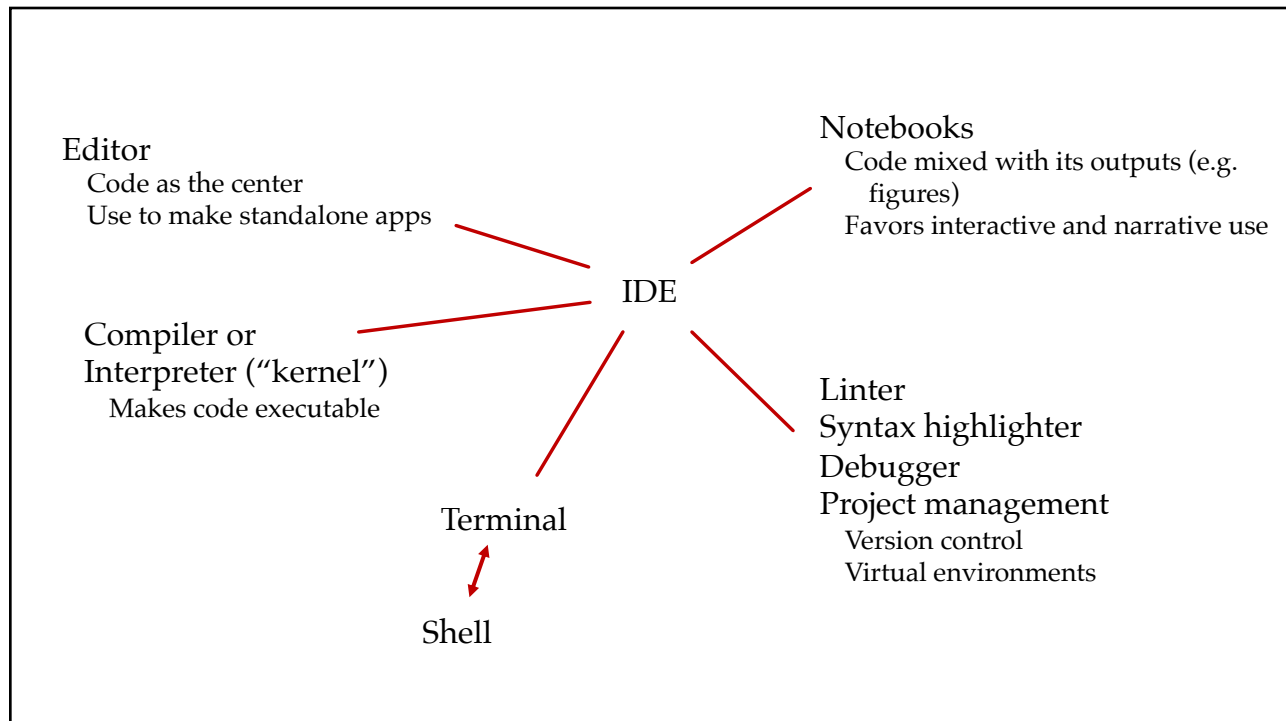 Editor
Code as the center
Use to make standalone apps
Notebooks
Code mixed with its outputs (e.g.
figures)
Favors interactive and narrative use
IDE
Compiler or
Interpreter (“kernel”)
Makes code executable
Linter
Syntax highlighter
Debugger
Project management
Version control
Virtual environments
Terminal
Shell